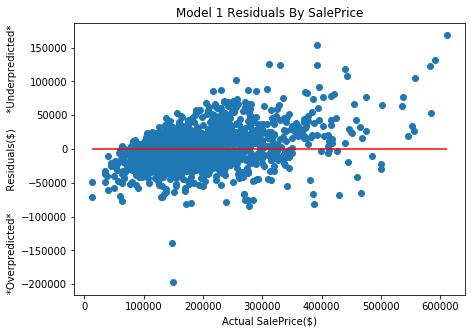 Model 1 Residuals By SalePrice
*Overpredicted* Residuals($) *Underpredicted*
150000
100000
50000
0
−50000
−100000
−150000
−200000
0 100000 200000 300000 400000 500000 600000
Actual SalePrice($)